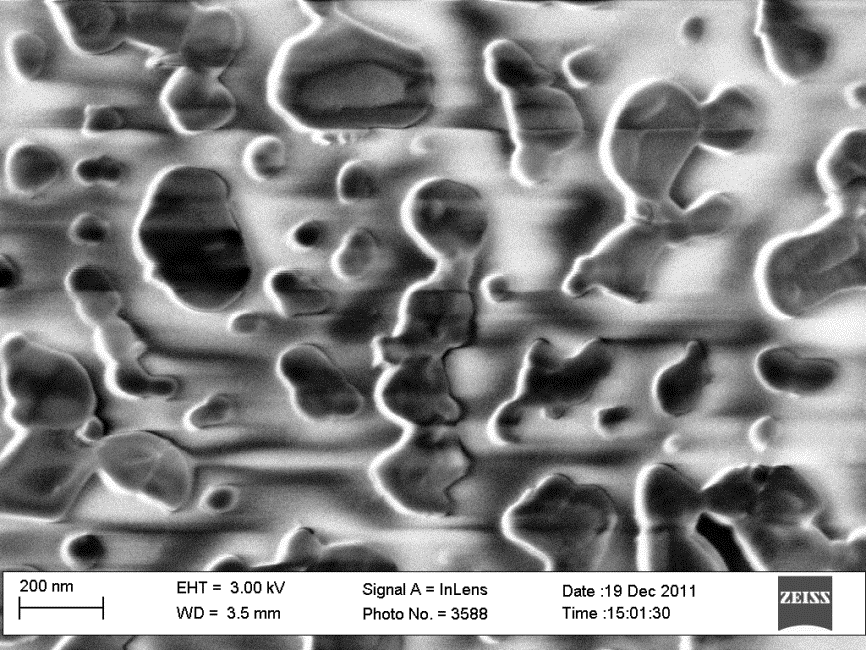 200 nm
EHT = 3.00 kV
WD = 3.5 mm
Signal A = InLens
Photo No. = 3588
Date :19 Dec 2011
Time :15:01:30
ZEISS